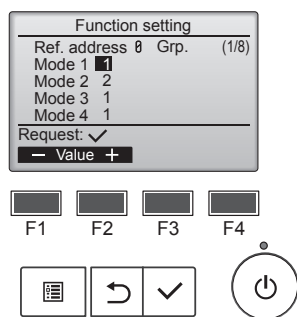 Function setting
Ref. address 0 Grp. (1/8)
Mode 1 1
Mode 2 2
Mode 3 1
Mode 4 1
Request: ✓
− Value +
F1 F2 F3 F4